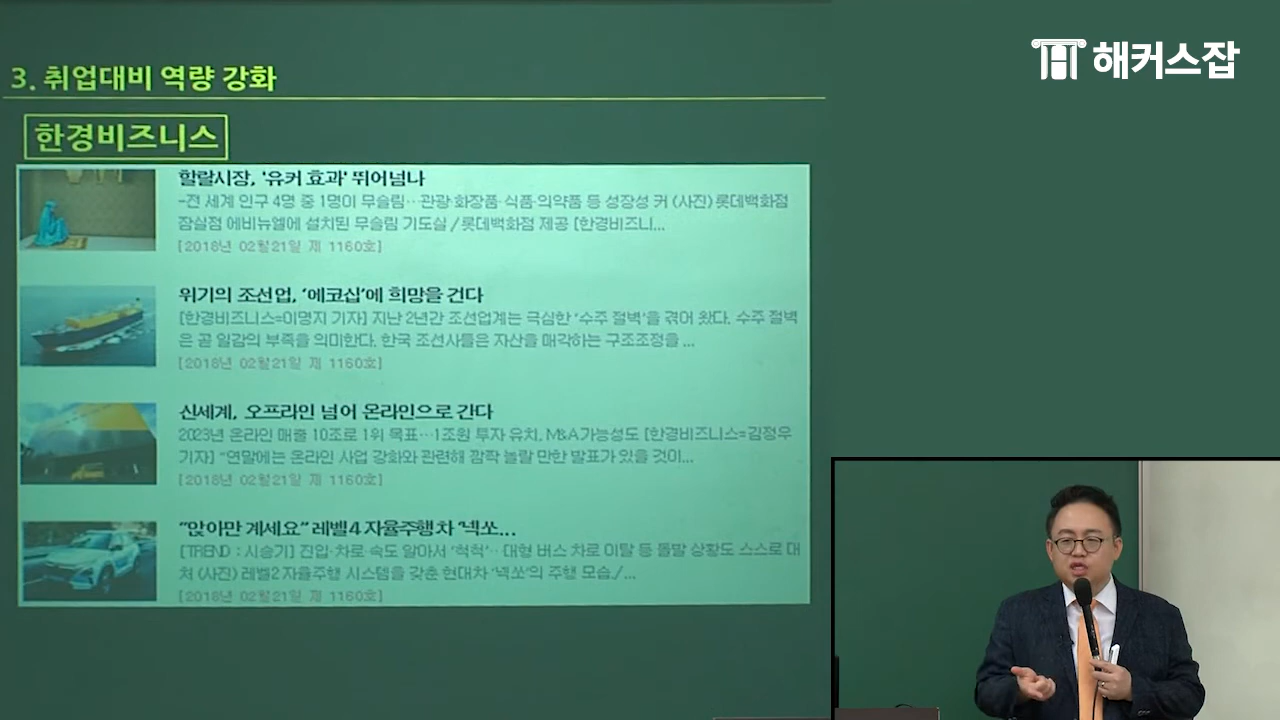 해커스잡
3. 취업대비 역량 강화
한경비즈니스
할랄시장, '유커 효과' 뛰어넘나
-전 세계 인구 4명 중 1명이 무슬림…관광·화장품·식품·의약품 등 성장성 커 (사진) 롯데백화점
잠실점 에비뉴엘에 설치된 무슬림 기도실 / 롯데백화점 제공 [한경비즈니...
[2018년 02월21일 제 1160호]
위기의 조선업, ‘에코십’에 희망을 건다
[한경비즈니스=이명지 기자] 지난 2년간 조선업계는 극심한 ‘수주 절벽’을 겪어 왔다. 수주 절벽
은 곧 일감의 부족을 의미한다. 한국 조선사들은 자산을 매각하는 구조조정을 ...
[2018년 02월21일 제 1160호]
신세계, 오프라인 넘어 온라인으로 간다
2023년 온라인 매출 10조로 1위 목표…1조원 투자 유치, M&A가능성도 [한경비즈니스=김정우
기자] “연말에는 온라인 사업 강화와 관련해 깜짝 놀랄 만한 발표가 있을 것이...
[2018년 02월21일 제 1160호]
“앉아만 계세요” 레벨4 자율주행차 ‘넥쏘...
[TREND : 시승기] 진입·차로·속도 알아서 ‘척척’…대형 버스 차로 이탈 등 돌발 상황도 스스로 대
처 (사진) 레벨2 자율주행 시스템을 갖춘 현대차 ‘넥쏘’의 주행 모습./...
[2018년 02월21일 제 1160호]